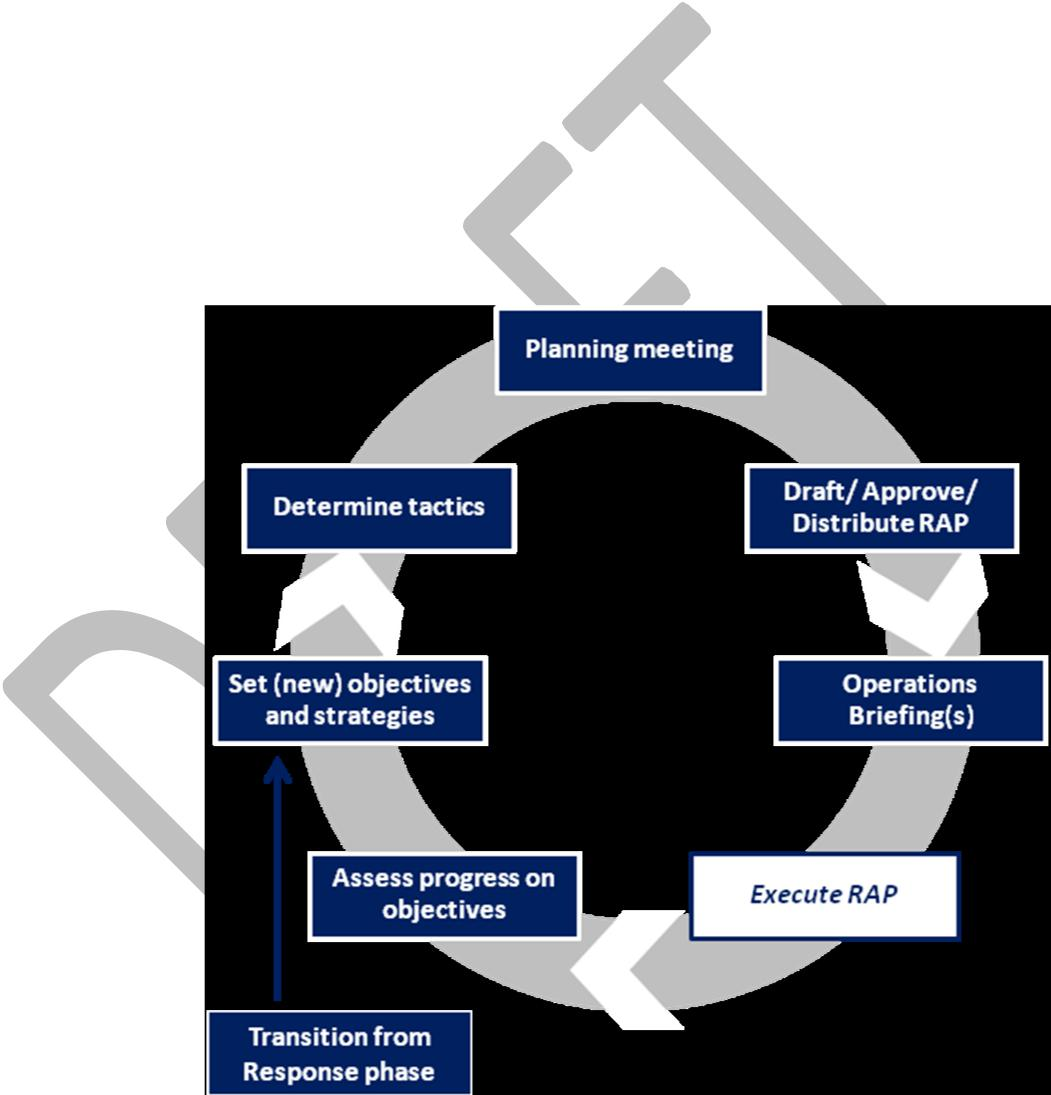 Planning meeting
Determine tactics
Draft/ Approve/
Distribute RAP
Set (new) objectives
and strategies
Operations
Briefing(s)
Assess progress on
objectives
Execute RAP
Transition from
Response phase